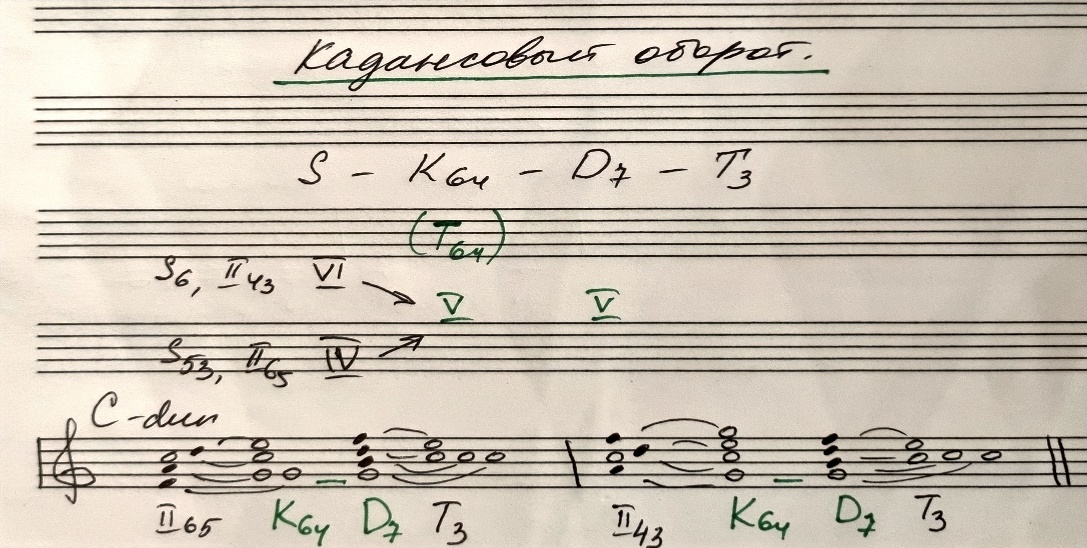 Кадансовый оборот.
S – K64 – D7 – T3
(T64)
S6, II43 VI
V V
S53, II65 IV
C-dur
II65 K64 D7 T3 II43 K64 D7 T3